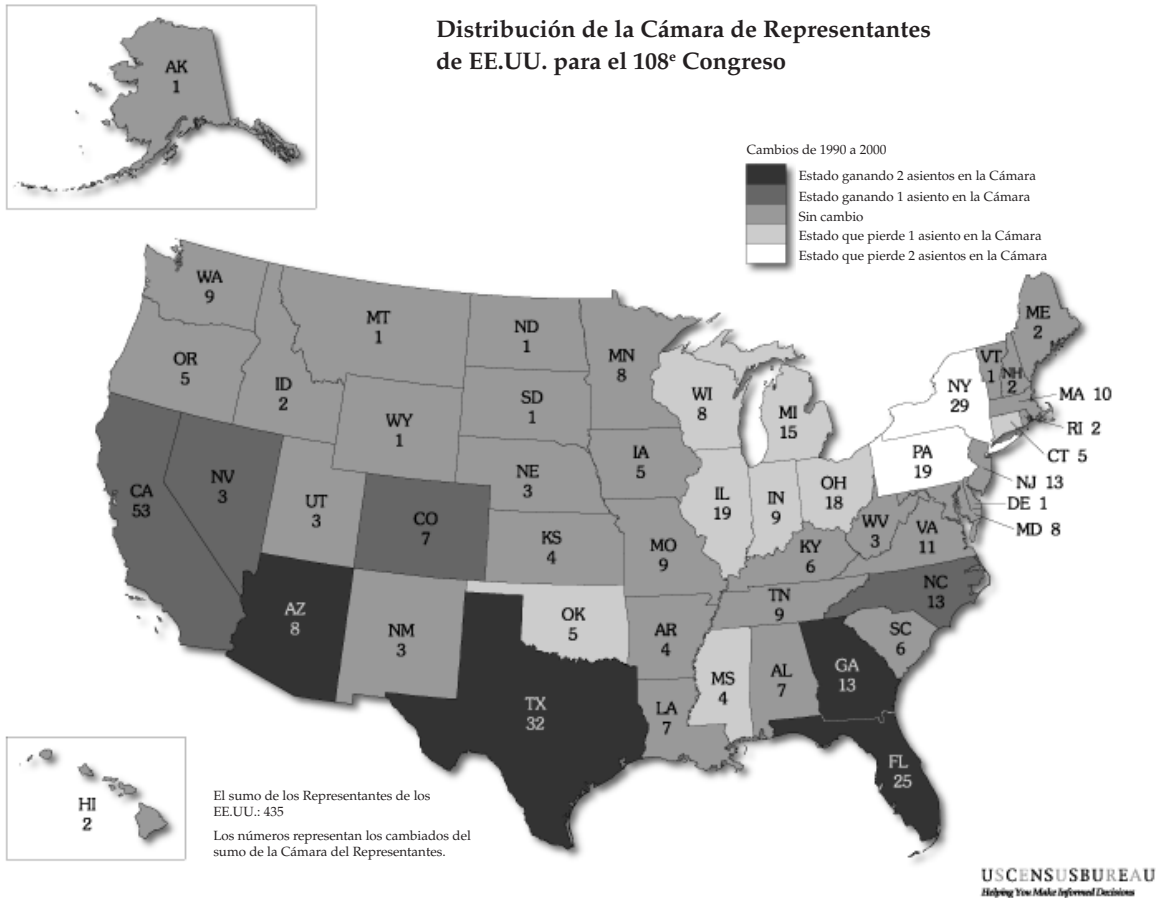 Distribución de la Cámara de Representantes
de EE.UU. para el 108e Congreso
AK
1
Cambios de 1990 a 2000
Estado ganando 2 asientos en la Cámara
Estado ganando 1 asiento en la Cámara
Sin cambio
Estado que pierde 1 asiento en la Cámara
Estado que pierde 2 asientos en la Cámara
WA
9
MT
1
ND
1
MN
8
OR
5
ID
2
WY
1
SD
1
WI
8
MI
15
NY
29
VT
1
NH
2
ME
2
MA 10
RI 2
CT 5
NJ 13
DE 1
MD 8
CA
53
NV
3
UT
3
CO
7
NE
3
IA
5
IL
19
IN
9
OH
18
PA
19
KS
4
MO
9
KY
6
WV
3
VA
11
AZ
8
NM
3
OK
5
AR
4
TN
9
NC
13
SC
6
TX
32
LA
7
MS
4
AL
7
GA
13
FL
25
HI
2
El sumo de los Representantes de los
EE.UU.: 435
Los números representan los cambiados del
sumo de la Cámara del Representantes.
USCENSUSBUREAU
Helping You Make Informed Decisions